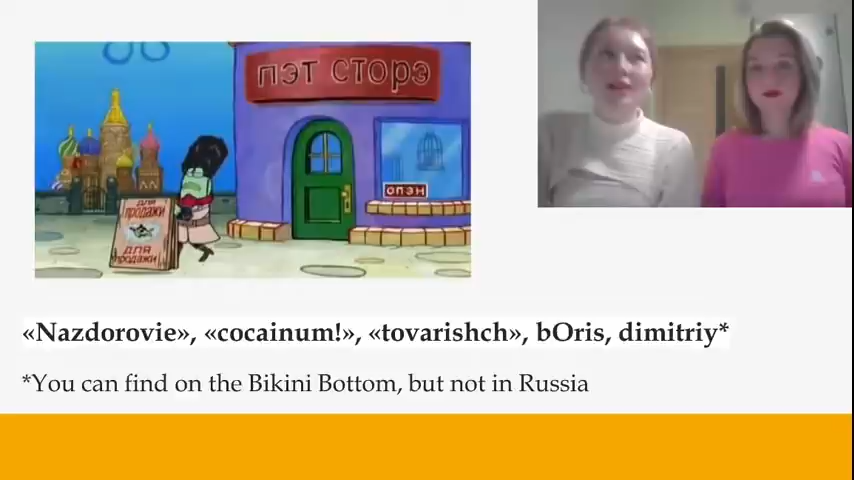 пэт сторэ
опэн
для
продажи
для
продажи
«Nazdorovie», «cocainum!», «tovarishch», bOris, dimitriy*
*You can find on the Bikini Bottom, but not in Russia